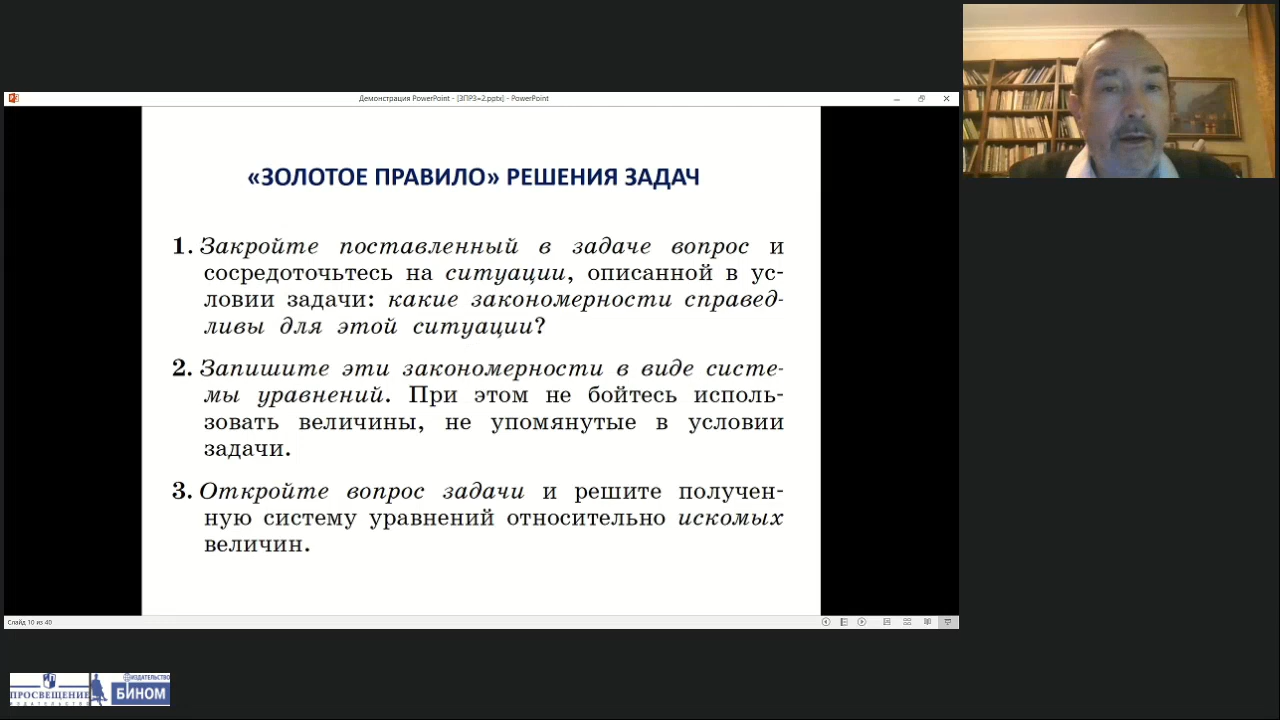 Демонстрация PowerPoint - [ЗПРЗ=2.pptx] - PowerPoint
«ЗОЛОТОЕ ПРАВИЛО» РЕШЕНИЯ ЗАДАЧ
1. Закройте поставленный в задаче вопрос и
сосредоточьтесь на ситуации, описанной в ус-
ловии задачи: какие закономерности справед-
ливы для этой ситуации?
2. Запишите эти закономерности в виде систе-
мы уравнений. При этом не бойтесь исполь-
зовать величины, не упомянутые в условии
задачи.
3. Откройте вопрос задачи и решите получен-
ную систему уравнений относительно искомых
величин.
Слайд 10 из 40
ПРОСВЕЩЕНИЕ
ИЗДАТЕЛЬСТВО
ИЗДАТЕЛЬСТВО
БИНОМ